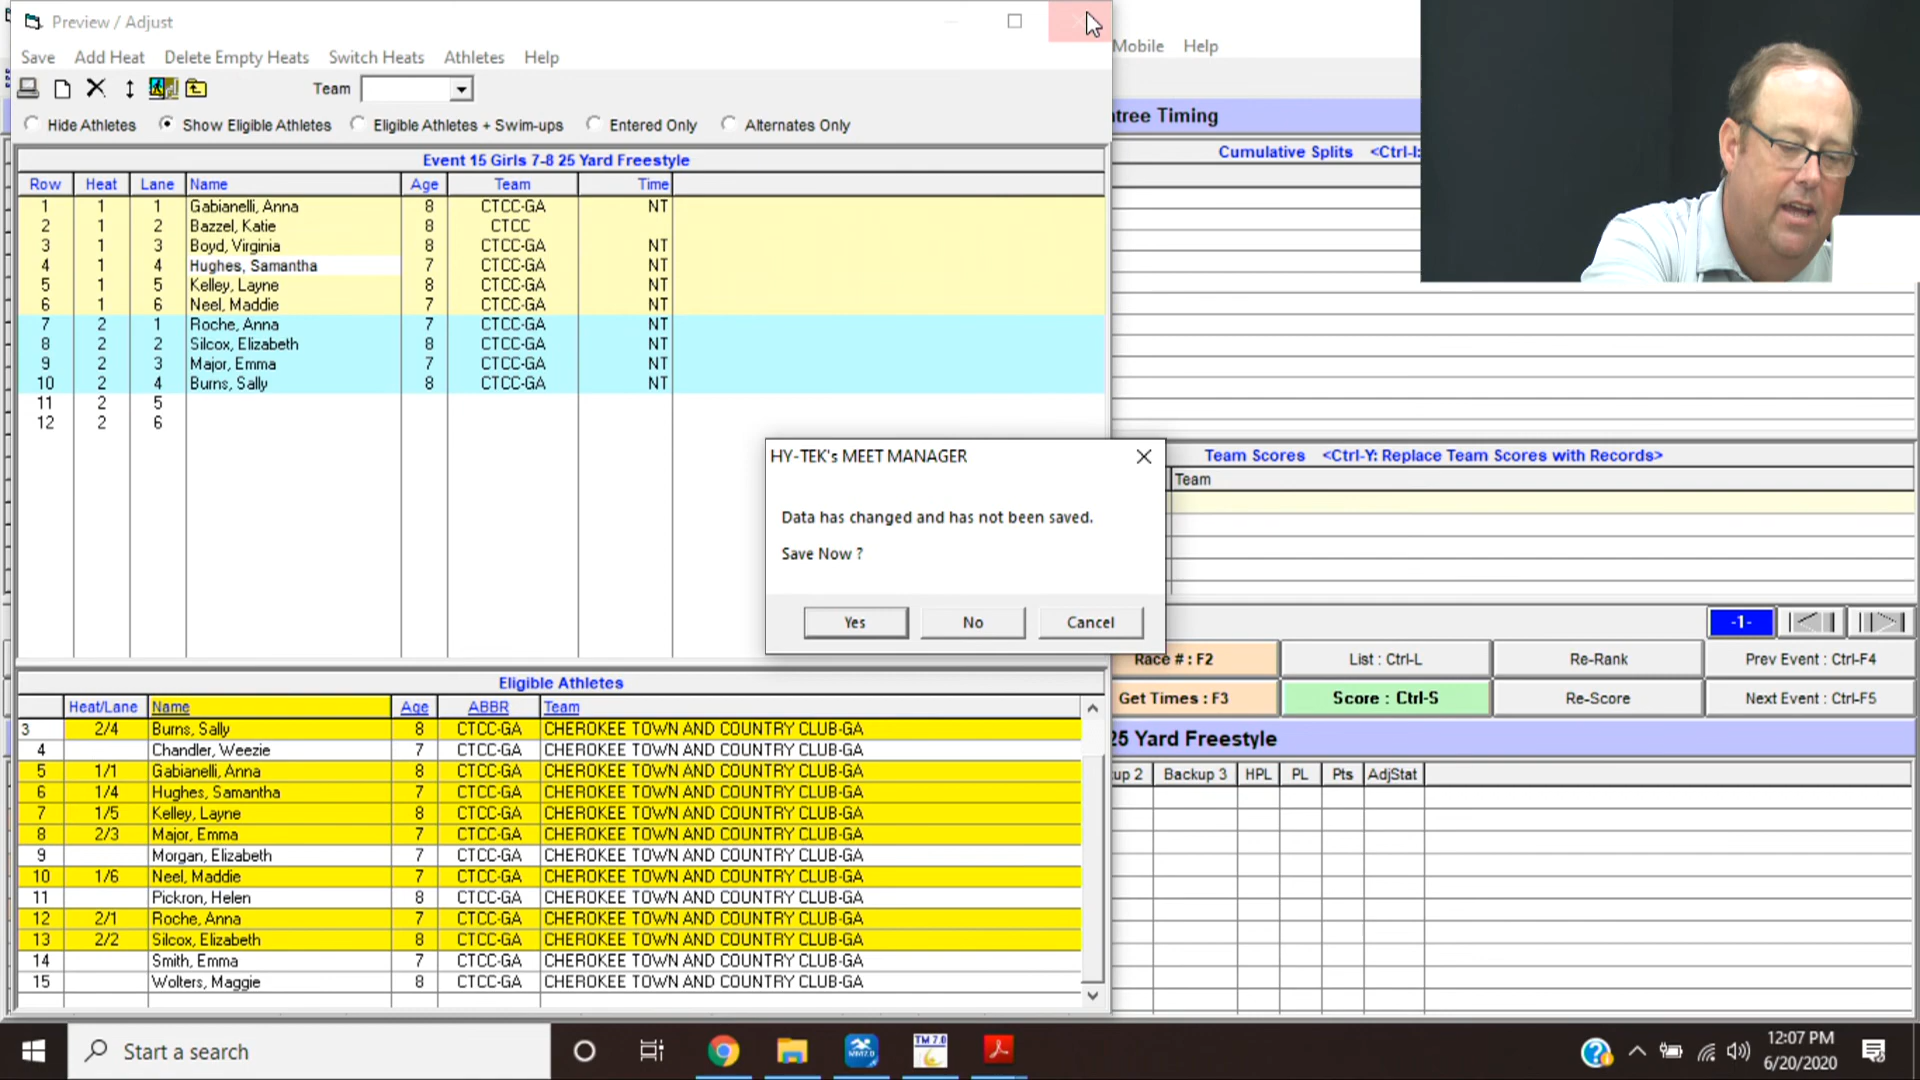 Preview / Adjust
Save Add Heat Delete Empty Heats Switch Heats Athletes Help
Mobile Help
Team
Hide Athletes Show Eligible Athletes Eligible Athletes + Swim-ups Entered Only Alternates Only
Event 15 Girls 7-8 25 Yard Freestyle
Row Heat Lane Name Age Team Time
1 1 1 Gabianelli, Anna 8 CTCC-GA NT
2 1 2 Bazzel, Katie 8 CTCC
3 1 3 Boyd, Virginia 8 CTCC-GA NT
4 1 4 Hughes, Samantha 7 CTCC-GA NT
5 1 5 Kelley, Layne 8 CTCC-GA NT
6 1 6 Neel, Maddie 7 CTCC-GA NT
7 2 1 Roche, Anna 7 CTCC-GA NT
8 2 2 Silcox, Elizabeth 8 CTCC-GA NT
9 2 3 Major, Emma 7 CTCC-GA NT
10 2 4 Burns, Sally 8 CTCC-GA NT
11 2 5
12 2 6
ntree Timing
Cumulative Splits <Ctrl-I:
HY-TEK's MEET MANAGER
Data has changed and has not been saved.
Save Now ?
Yes No Cancel
Team Scores <Ctrl-Y: Replace Team Scores with Records>
Team
-1-
Race # : F2 List : Ctrl-L Re-Rank Prev Event : Ctrl-F4
Get Times : F3 Score : Ctrl-S Re-Score Next Event : Ctrl-F5
25 Yard Freestyle
up 2 Backup 3 HPL PL Pts AdjStat
Eligible Athletes
Heat/Lane Name Age ABBR Team
3 2/4 Burns, Sally 8 CTCC-GA CHEROKEE TOWN AND COUNTRY CLUB-GA
4 Chandler, Weezie 7 CTCC-GA CHEROKEE TOWN AND COUNTRY CLUB-GA
5 1/1 Gabianelli, Anna 8 CTCC-GA CHEROKEE TOWN AND COUNTRY CLUB-GA
6 1/4 Hughes, Samantha 7 CTCC-GA CHEROKEE TOWN AND COUNTRY CLUB-GA
7 1/5 Kelley, Layne 8 CTCC-GA CHEROKEE TOWN AND COUNTRY CLUB-GA
8 2/3 Major, Emma 7 CTCC-GA CHEROKEE TOWN AND COUNTRY CLUB-GA
9 Morgan, Elizabeth 7 CTCC-GA CHEROKEE TOWN AND COUNTRY CLUB-GA
10 1/6 Neel, Maddie 7 CTCC-GA CHEROKEE TOWN AND COUNTRY CLUB-GA
11 Pickron, Helen 8 CTCC-GA CHEROKEE TOWN AND COUNTRY CLUB-GA
12 2/1 Roche, Anna 7 CTCC-GA CHEROKEE TOWN AND COUNTRY CLUB-GA
13 2/2 Silcox, Elizabeth 8 CTCC-GA CHEROKEE TOWN AND COUNTRY CLUB-GA
14 Smith, Emma 7 CTCC-GA CHEROKEE TOWN AND COUNTRY CLUB-GA
15 Wolters, Maggie 8 CTCC-GA CHEROKEE TOWN AND COUNTRY CLUB-GA
Start a search
MM7.0
TM 7.0
12:07 PM
6/20/2020